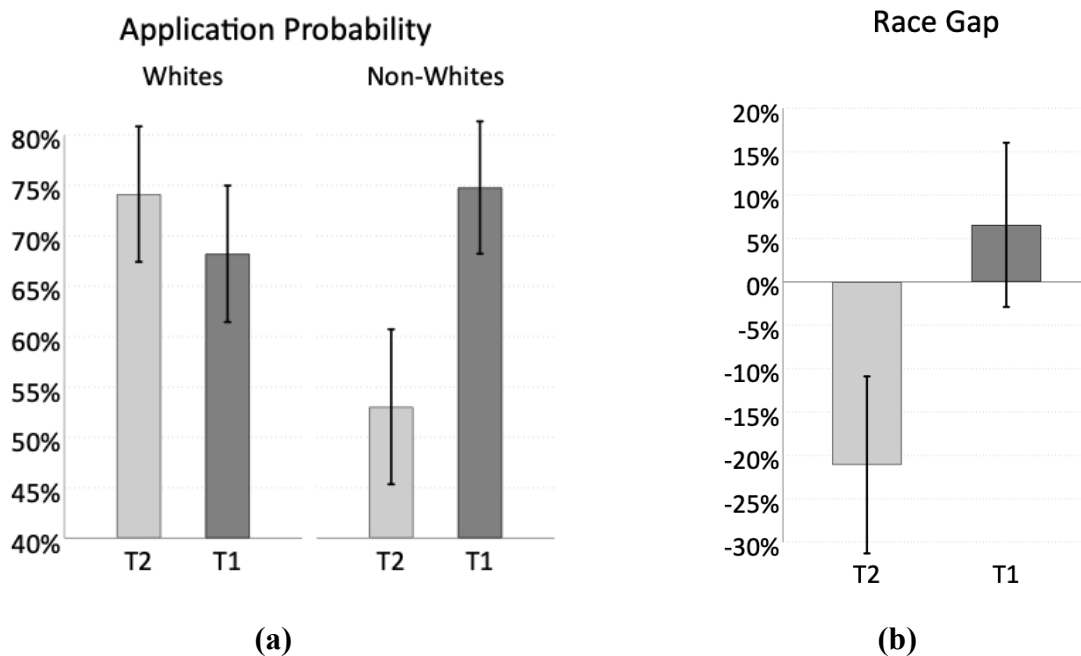 Application Probability
Whites Non-Whites
80%
75%
70%
65%
60%
55%
50%
45%
40%
T2 T1 T2 T1
(a)
Race Gap
20%
15%
10%
5%
0%
-5%
-10%
-15%
-20%
-25%
-30%
T2 T1
(b)